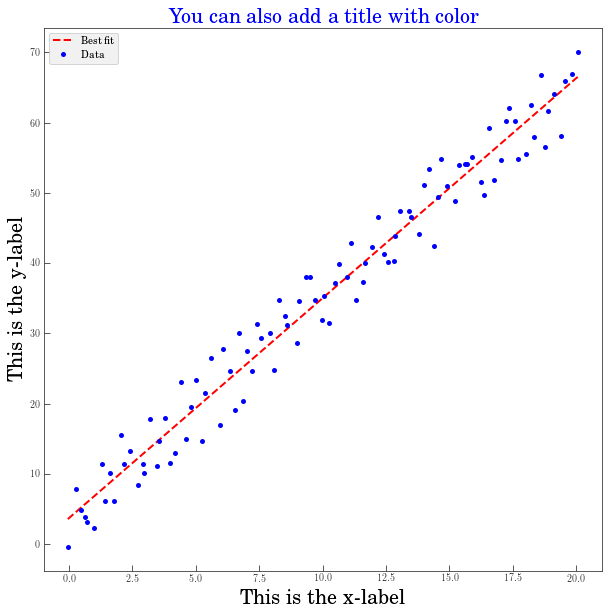 You can also add a title with color
Best fit
Data
70
60
50
40
30
20
10
0
This is the y-label
0.0 2.5 5.0 7.5 10.0 12.5 15.0 17.5 20.0
This is the x-label